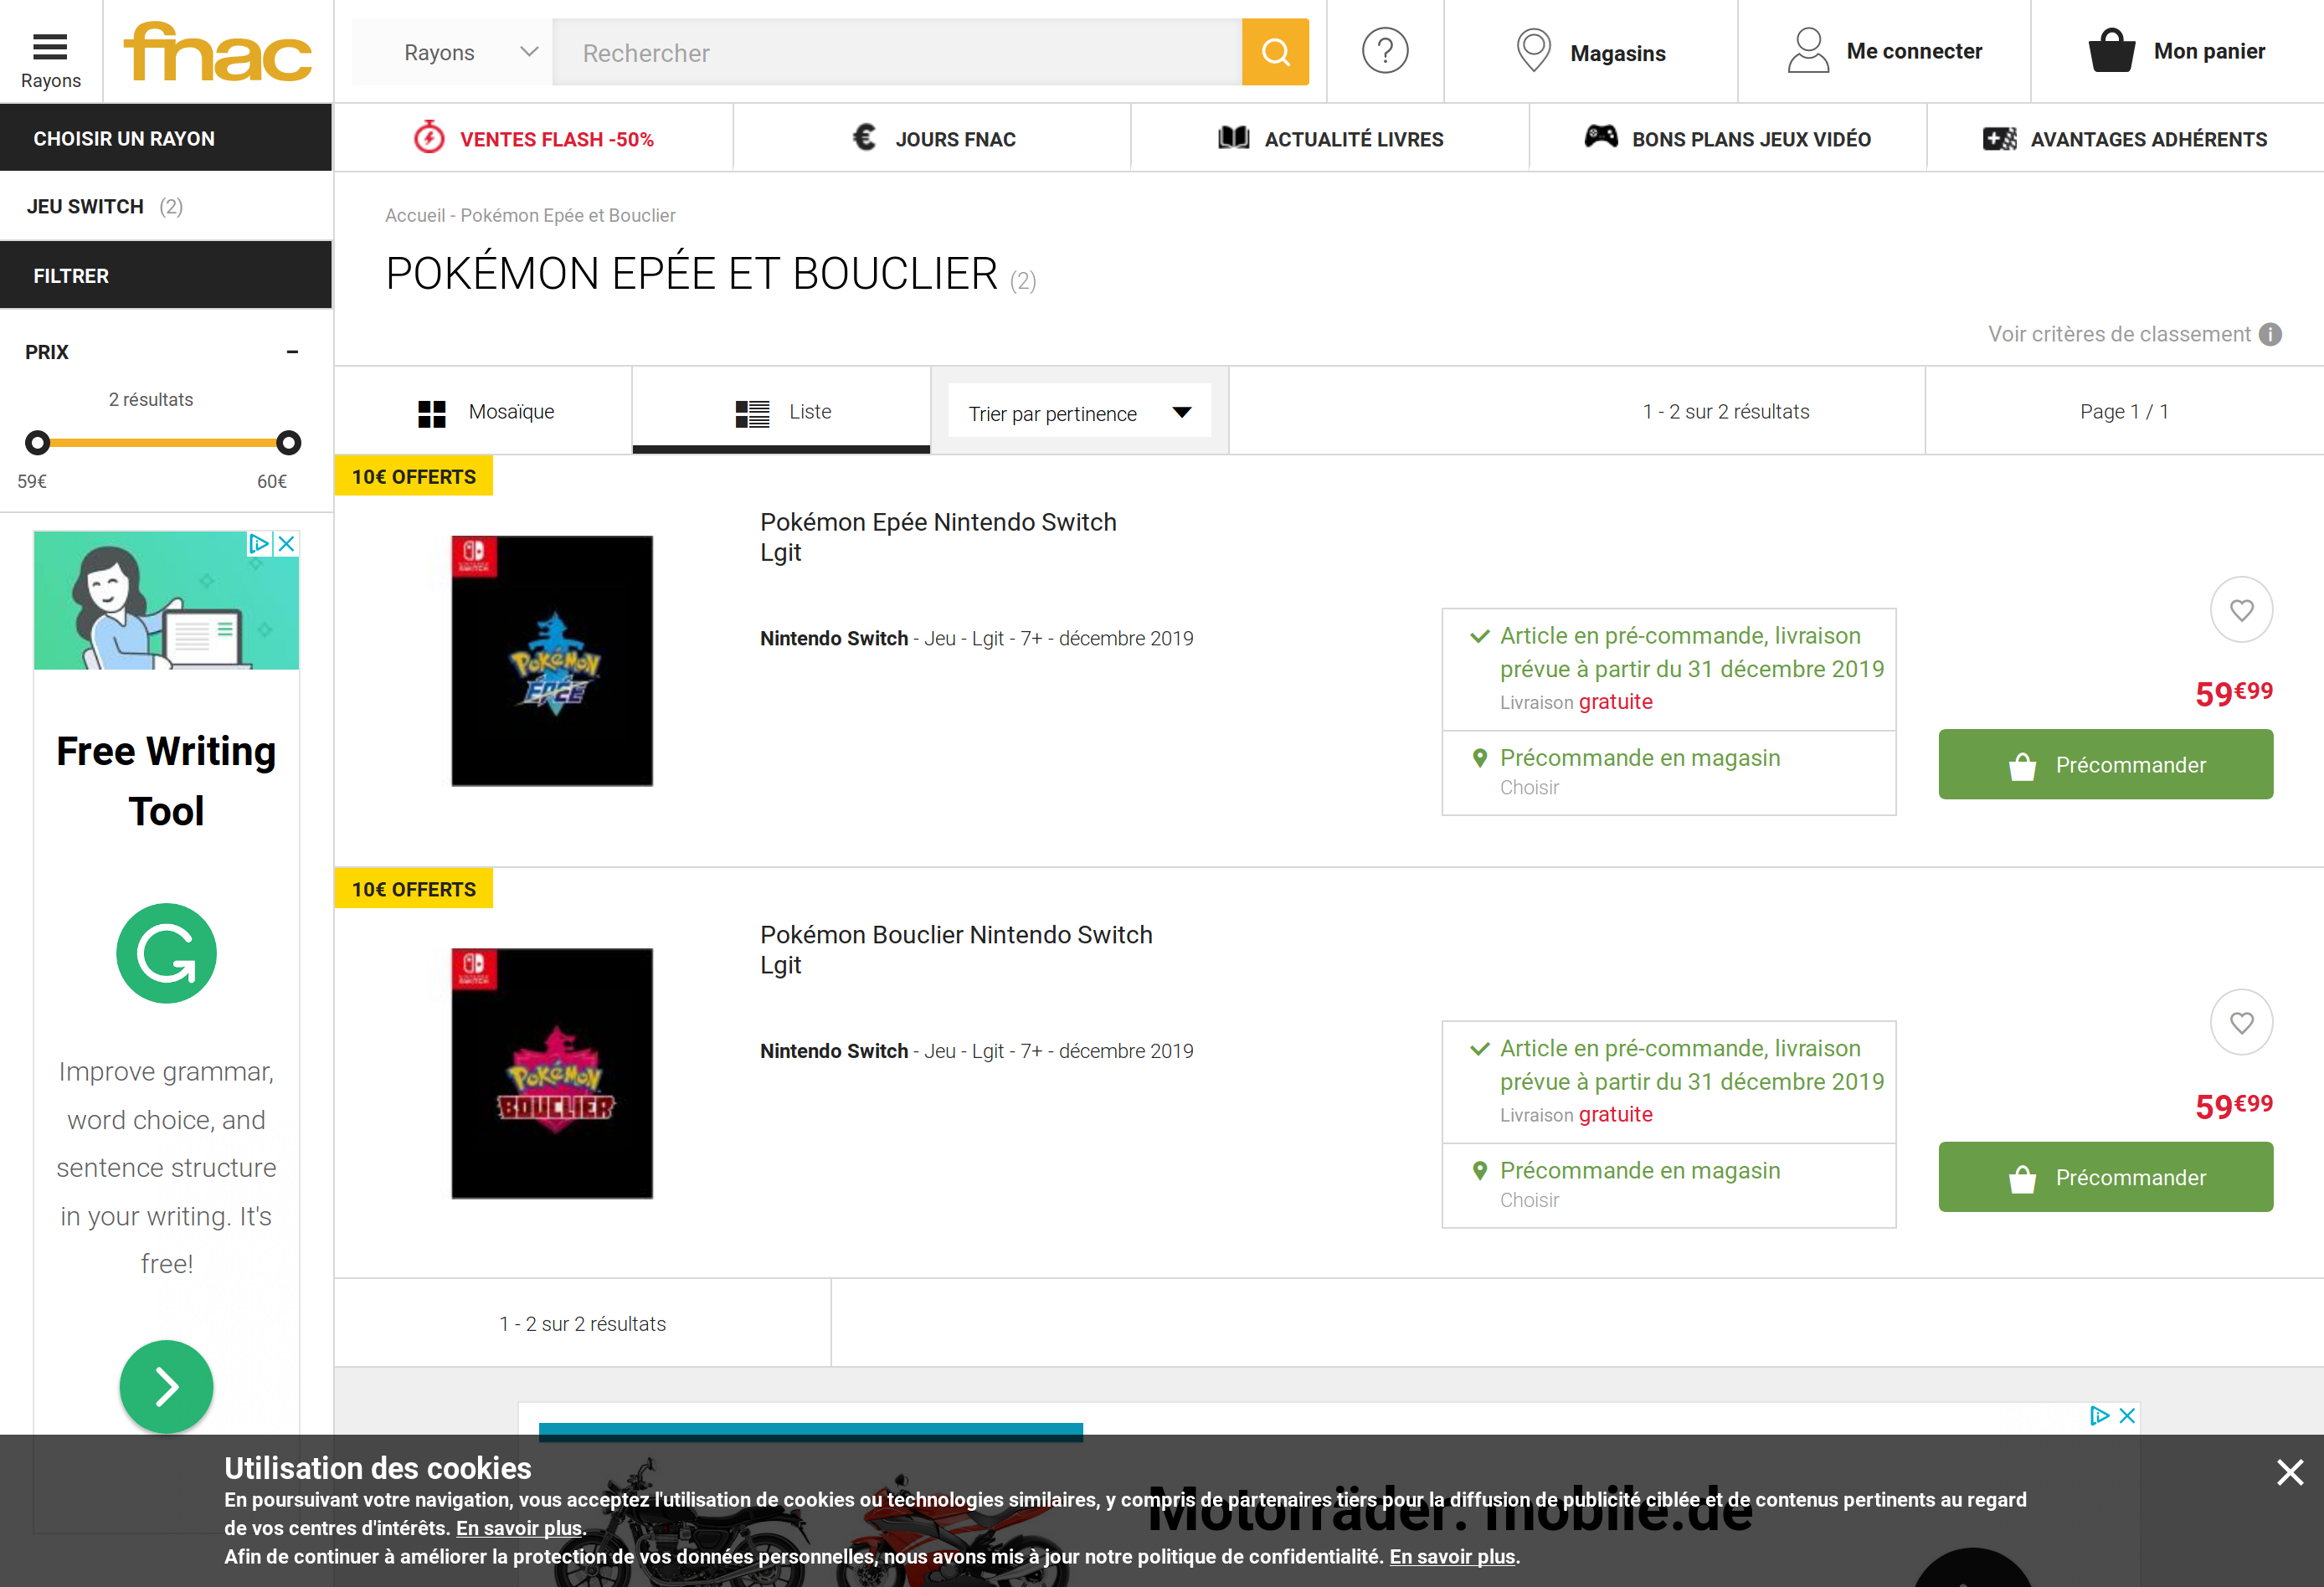 Rayons
fnac
Rayons
Rechercher
?
Magasins
Me connecter
Mon panier
CHOISIR UN RAYON
VENTES FLASH -50%
€ JOURS FNAC
ACTUALITÉ LIVRES
BONS PLANS JEUX VIDÉO
AVANTAGES ADHÉRENTS
JEU SWITCH (2)
FILTRER
PRIX
2 résultats
59€
60€
Accueil - Pokémon Epée et Bouclier
POKÉMON EPÉE ET BOUCLIER (2)
Voir critères de classement i
Mosaïque
Liste
Trier par pertinence
1 - 2 sur 2 résultats
Page 1 / 1
Free Writing
Tool
Improve grammar,
word choice, and
sentence structure
in your writing. It's
free!
10€ OFFERTS
NINTENDO
SWITCH
POKéMON
ÉPÉE
Pokémon Epée Nintendo Switch
Lgit
Nintendo Switch - Jeu - Lgit - 7+ - décembre 2019
Article en pré-commande, livraison
prévue à partir du 31 décembre 2019
Livraison gratuite
Précommande en magasin
Choisir
59€99
Précommander
10€ OFFERTS
NINTENDO
SWITCH
POKéMON
BOUCLIER
Pokémon Bouclier Nintendo Switch
Lgit
Nintendo Switch - Jeu - Lgit - 7+ - décembre 2019
Article en pré-commande, livraison
prévue à partir du 31 décembre 2019
Livraison gratuite
Précommande en magasin
Choisir
59€99
Précommander
1 - 2 sur 2 résultats
Motorräder: mobile.de
Utilisation des cookies
En poursuivant votre navigation, vous acceptez l'utilisation de cookies ou technologies similaires, y compris de partenaires tiers pour la diffusion de publicité ciblée et de contenus pertinents au regard
de vos centres d'intérêts. En savoir plus.
Afin de continuer à améliorer la protection de vos données personnelles, nous avons mis à jour notre politique de confidentialité. En savoir plus.